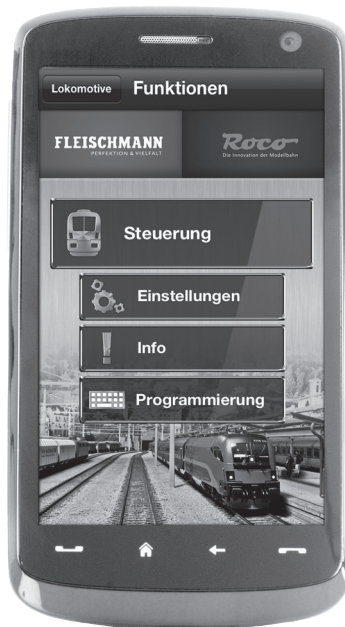 Lokomotive
Funktionen
FLEISCHMANN
PERFEKTION & VIELFALT
Roco
Die Innovation der Modellbahn
Steuerung
Einstellungen
Info
Programmierung